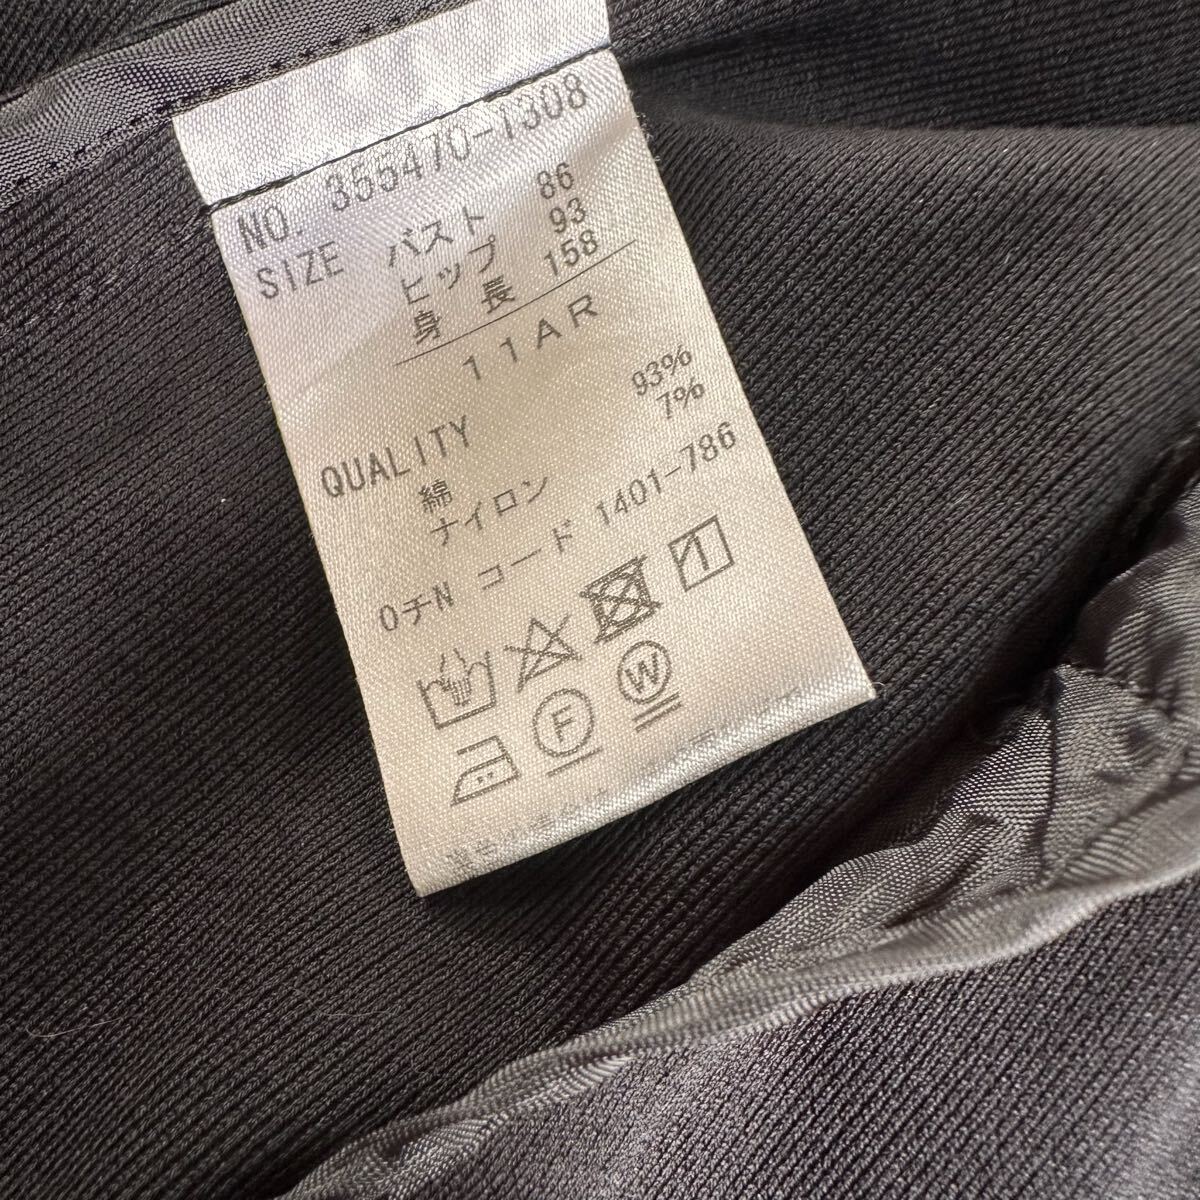 NO. 355470-1308
SIZE バスト 86
ヒップ 93
身 長 158
11AR
QUALITY
綿 93%
ナイロン 7%
0チN コード 1401-786
F W